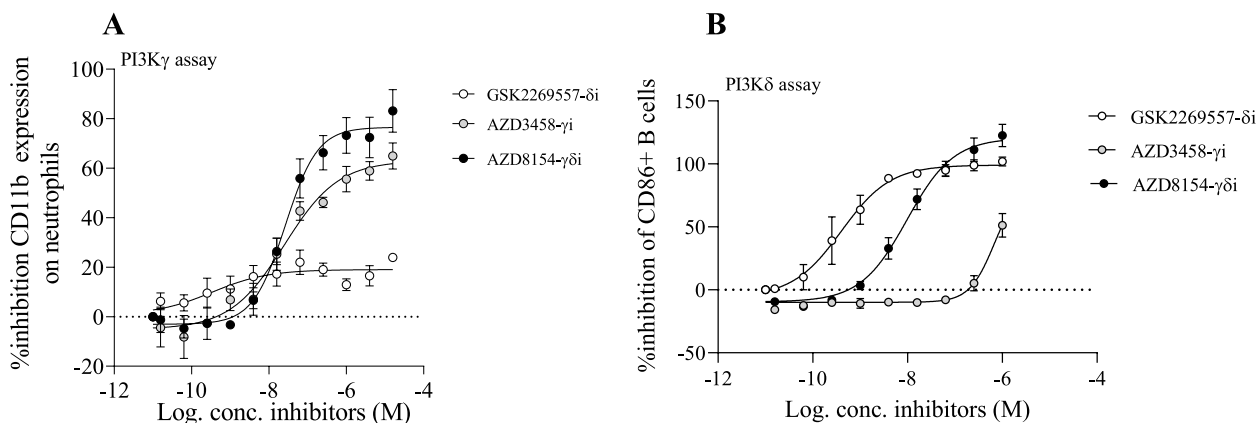 A
PI3Kγ assay
%inhibition CD11b expression
on neutrophils
100
80
60
40
20
0
-20
-12
-10
-8
-6
-4
Log. conc. inhibitors (M)
GSK2269557-δi
AZD3458-γi
AZD8154-γδi
B
PI3Kδ assay
%inhibition of CD86+ B cells
150
100
50
0
-50
-12
-10
-8
-6
-4
Log. conc. inhibitors (M)
GSK2269557-δi
AZD3458-γi
AZD8154-γδi